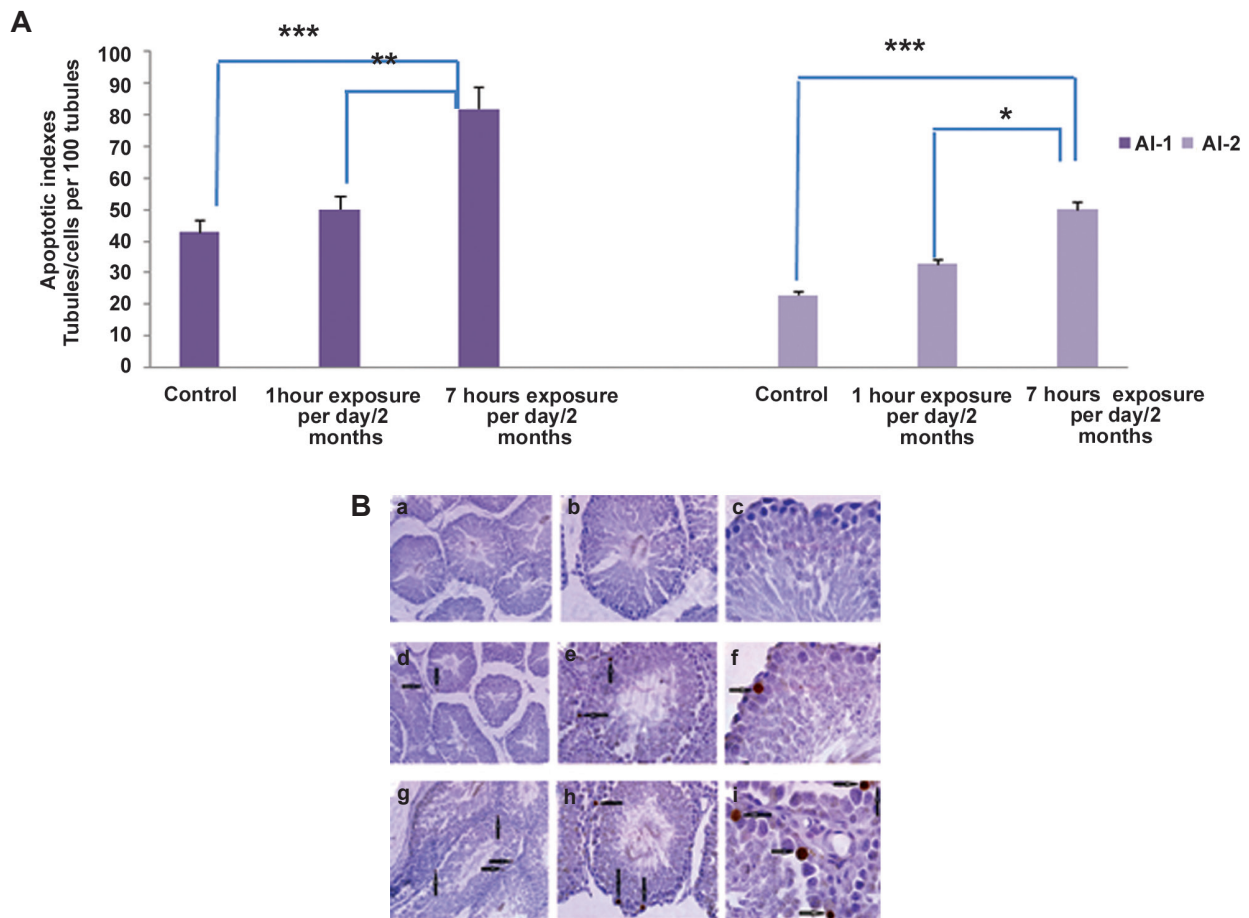 A
Apoptotic indexes
Tubules/cells per 100 tubules
100
90
80
70
60
50
40
30
20
10
0
***
**
***
*
AI-1 AI-2
Control
1hour exposure
per day/2
months
7 hours exposure
per day/2
months
Control
1 hour exposure
per day/2
months
7 hours exposure
per day/2
months
B
a
b
c
d
e
f
g
h
i